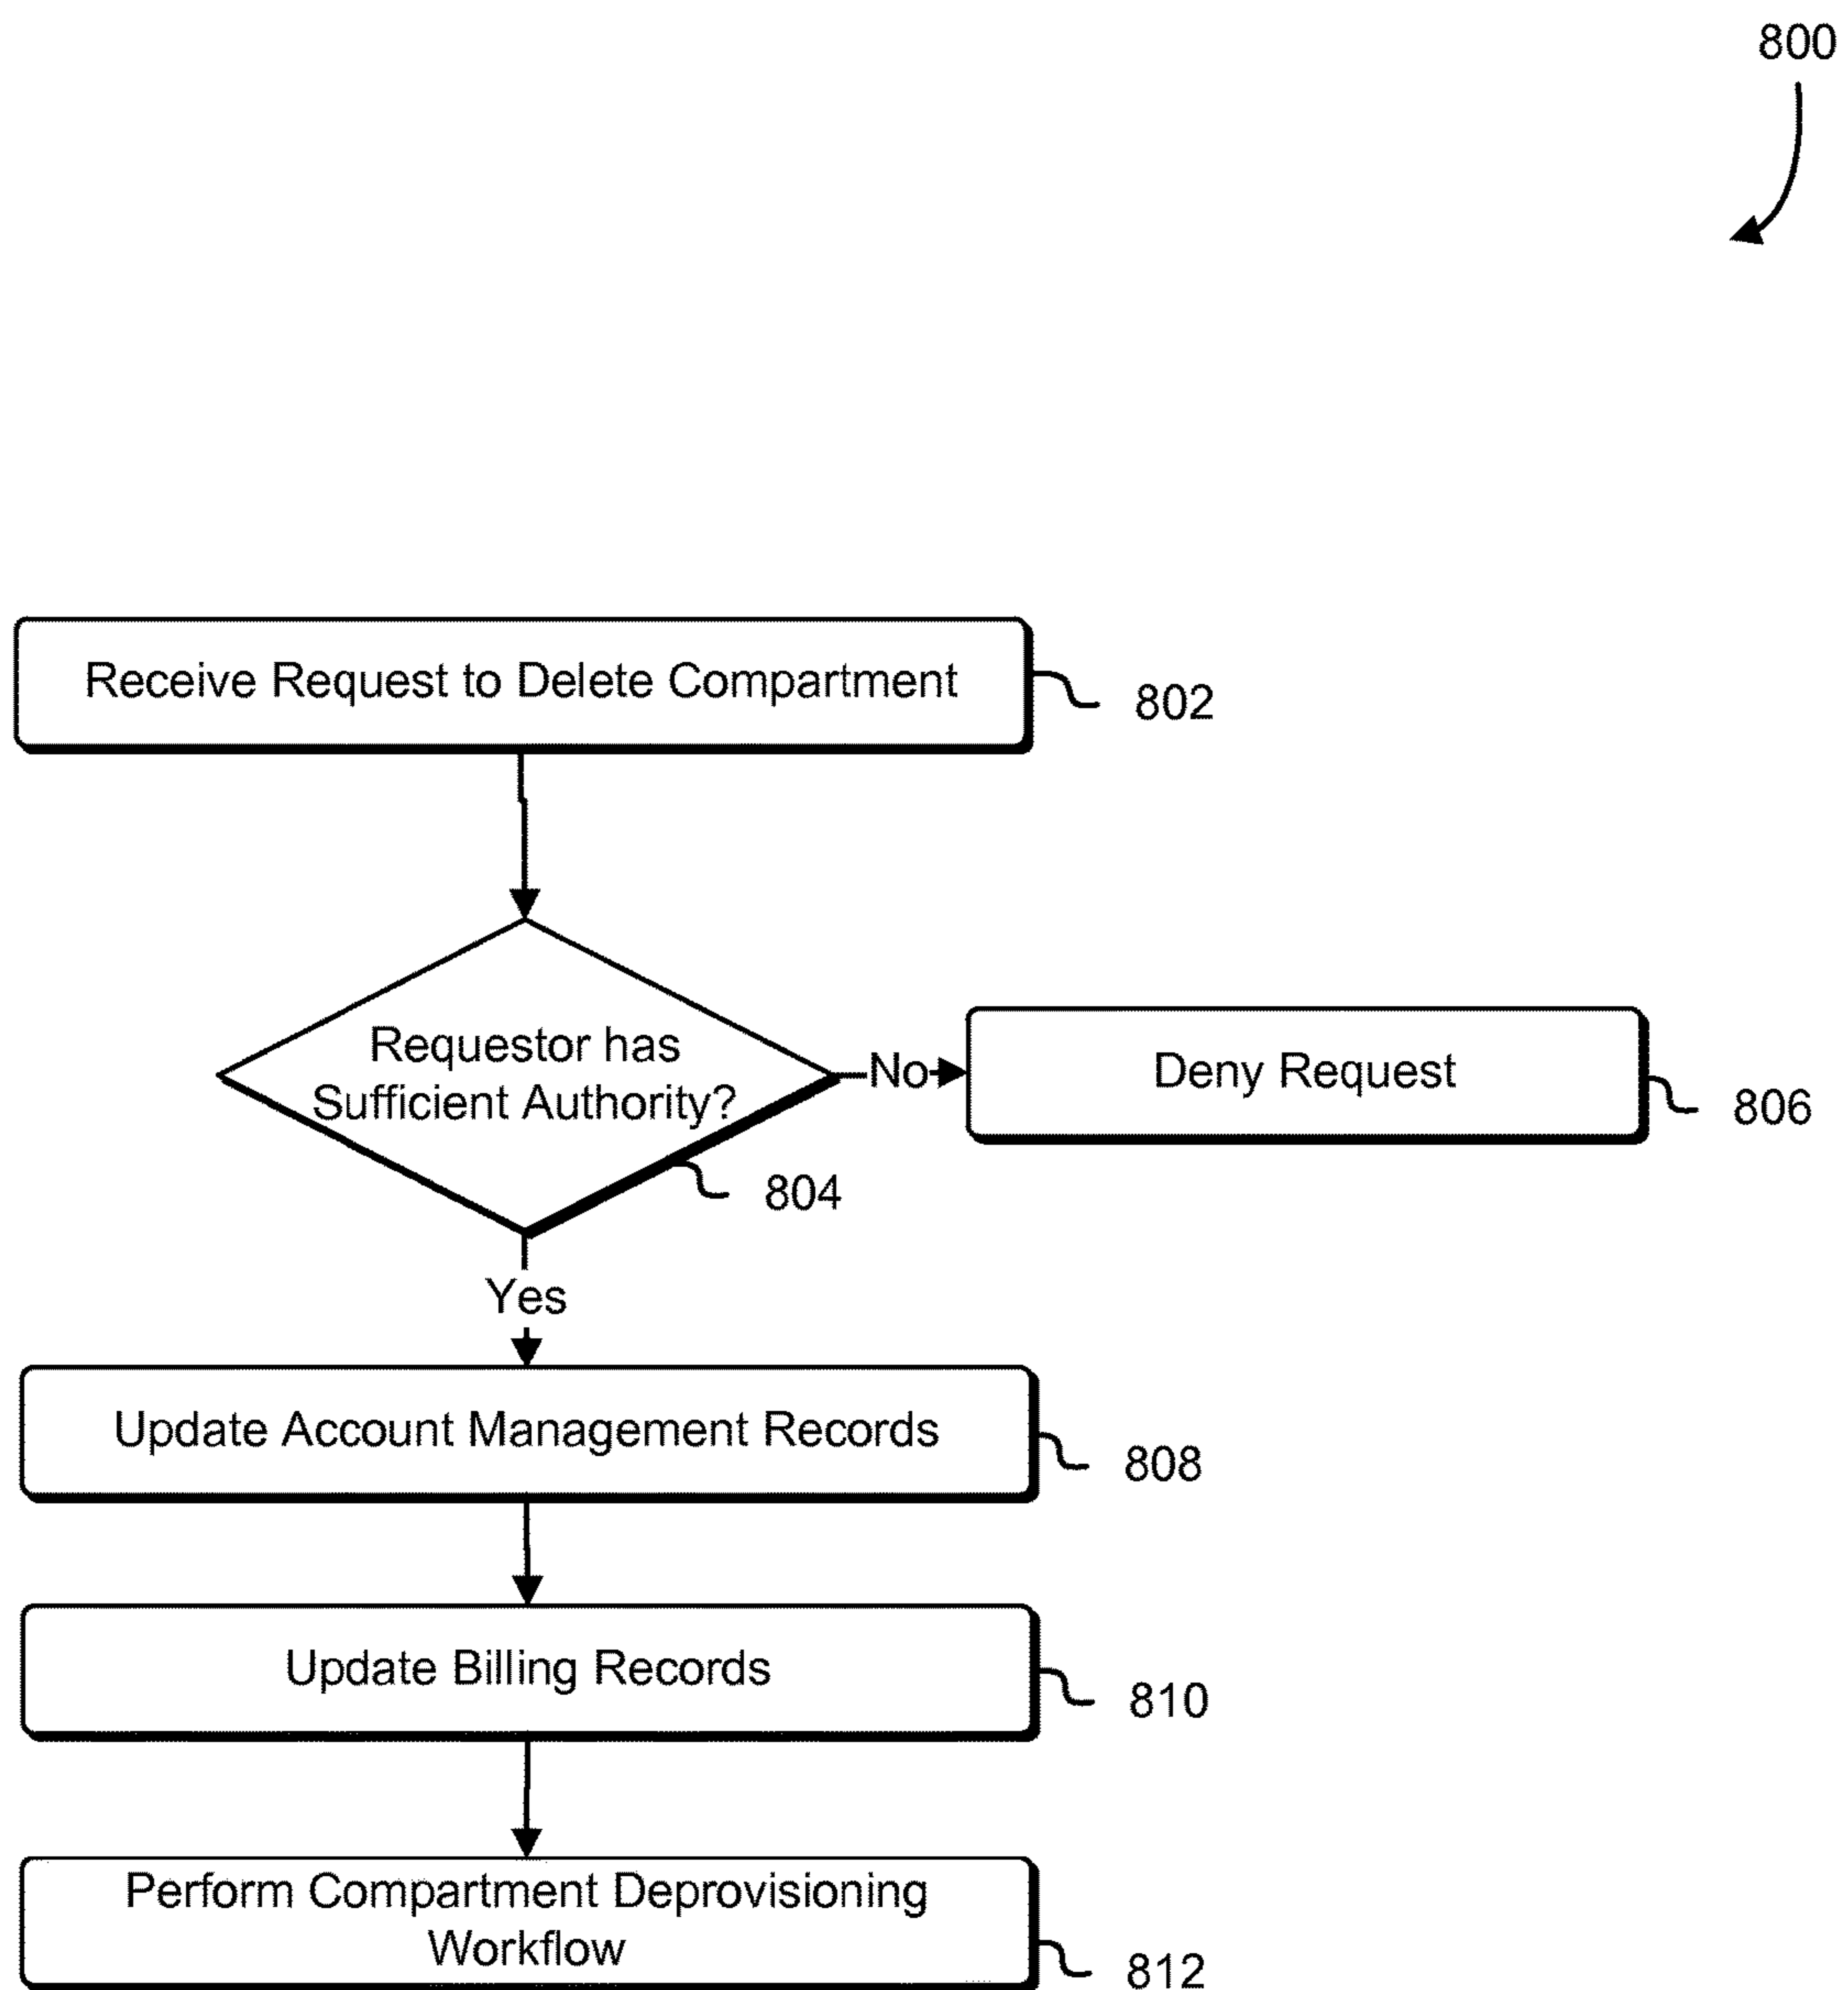 800
Receive Request to Delete Compartment
802
Requestor has
Sufficient Authority?
No
Deny Request
806
804
Yes
Update Account Management Records
808
Update Billing Records
810
Perform Compartment Deprovisioning
Workflow
812